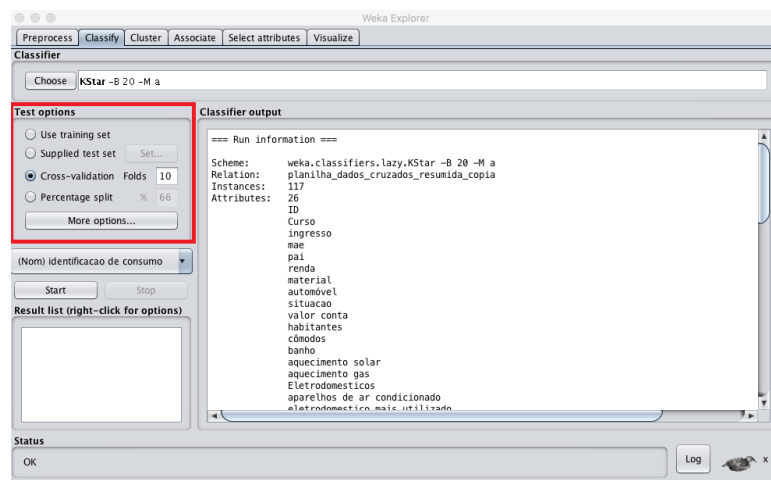 Weka Explorer
Preprocess Classify Cluster Associate Select attributes Visualize
Classifier
Choose KStar -B 20 -M a
Test options
Use training set
Supplied test set Set...
Cross-validation Folds 10
Percentage split % 66
More options...
(Nom) identificacao de consumo
Start Stop
Result list (right-click for options)
Classifier output
=== Run information ===
Scheme: weka.classifiers.lazy.KStar -B 20 -M a
Relation: planilha_dados_cruzados_resumida_copia
Instances: 117
Attributes: 26
ID
Curso
ingresso
mae
pai
renda
material
automóvel
situacao
valor conta
habitantes
cômodos
banho
aquecimento solar
aquecimento gas
Eletrodomesticos
aparelhos de ar condicionado
eletrodomestico mais utilizado
Status
OK
Log
x